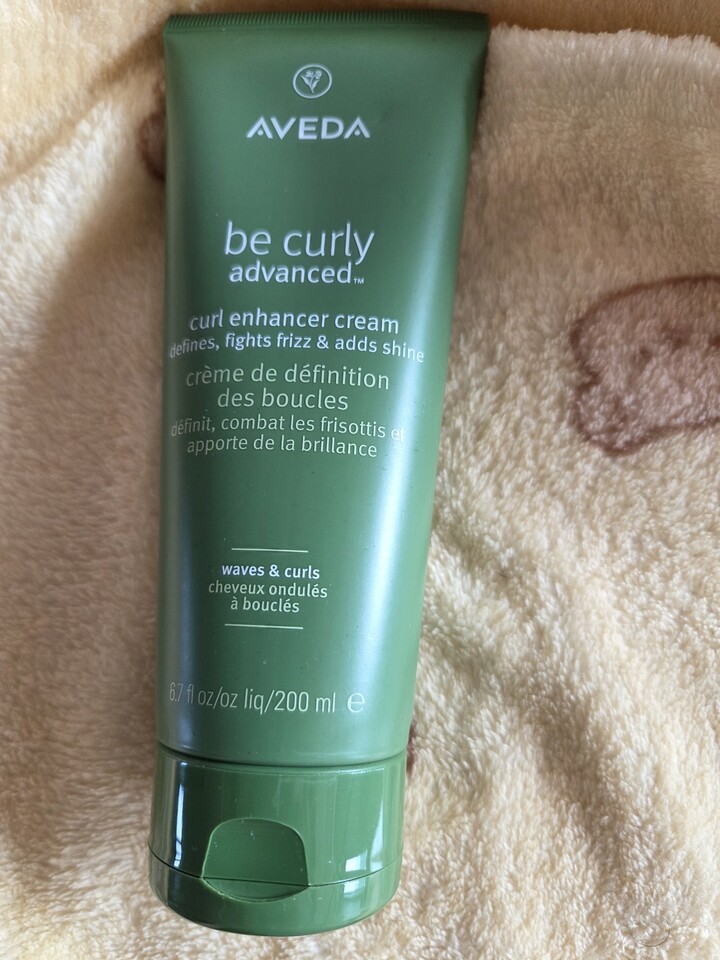 AVEDA
be curly
advanced™
curl enhancer cream
defines, fights frizz & adds shine
crème de définition
des boucles
définit, combat les frisottis et
apporte de la brillance
waves & curls
cheveux ondulés
à bouclés
6.7 fl oz/oz liq/200 ml ℮